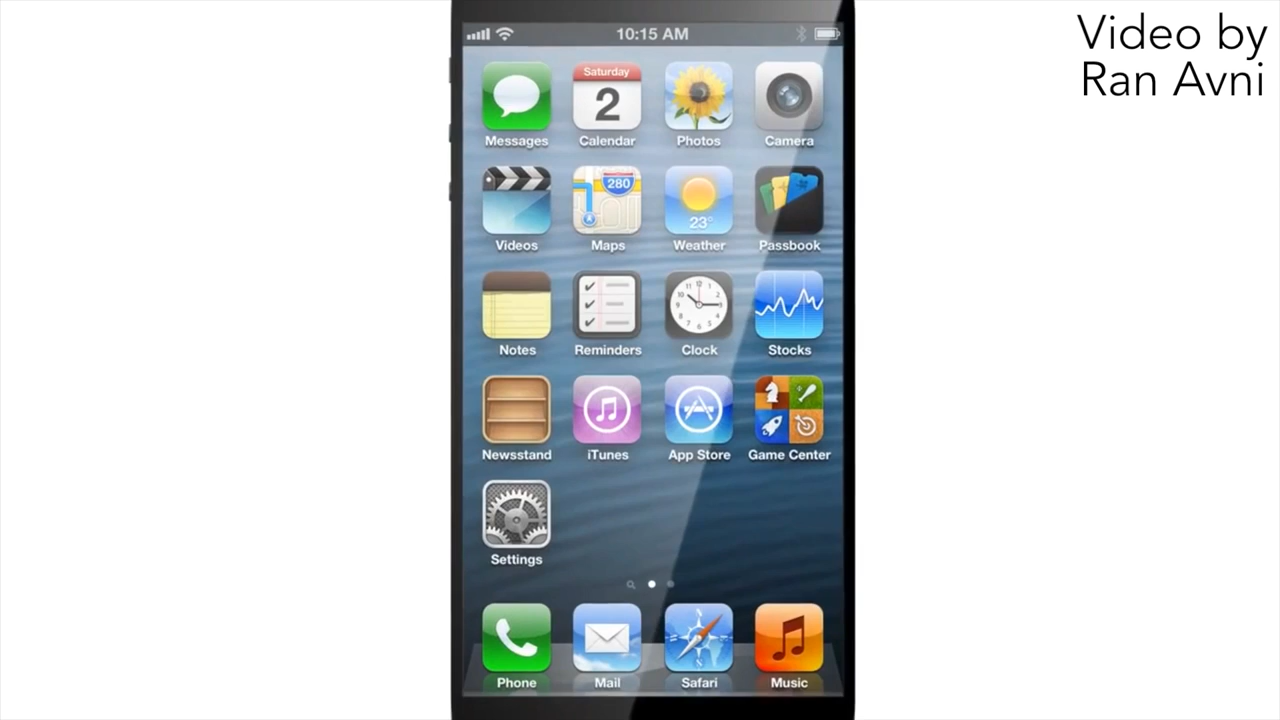 Video by
Ran Avni
10:15 AM
Saturday
2
Messages Calendar Photos Camera
280
23°
Videos Maps Weather Passbook
Notes Reminders Clock Stocks
Newsstand iTunes App Store Game Center
Settings
Phone Mail Safari Music